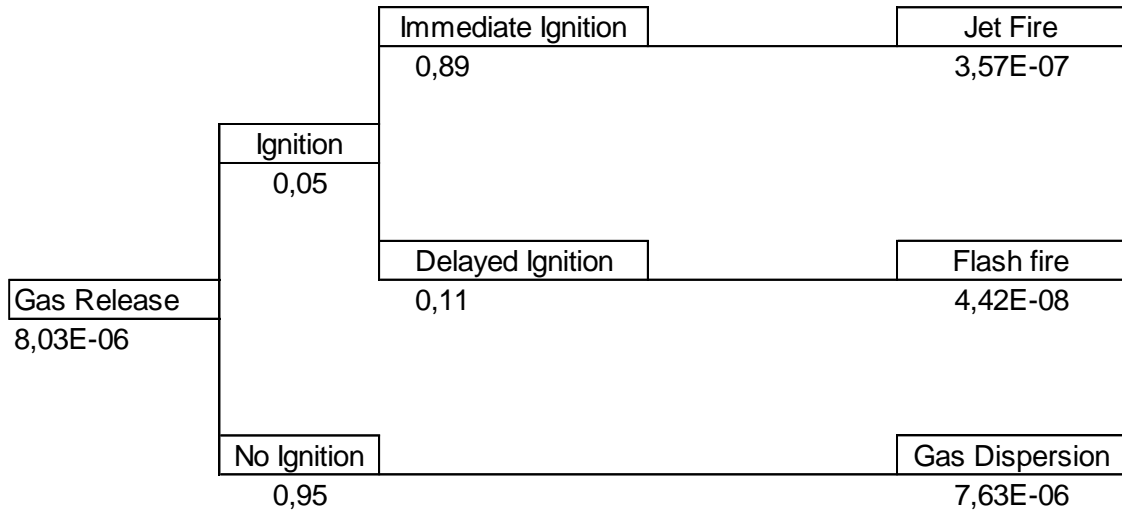 Immediate Ignition
0,89
Jet Fire
3,57E-07
Ignition
0,05
Delayed Ignition
0,11
Flash fire
4,42E-08
Gas Release
8,03E-06
No Ignition
0,95
Gas Dispersion
7,63E-06